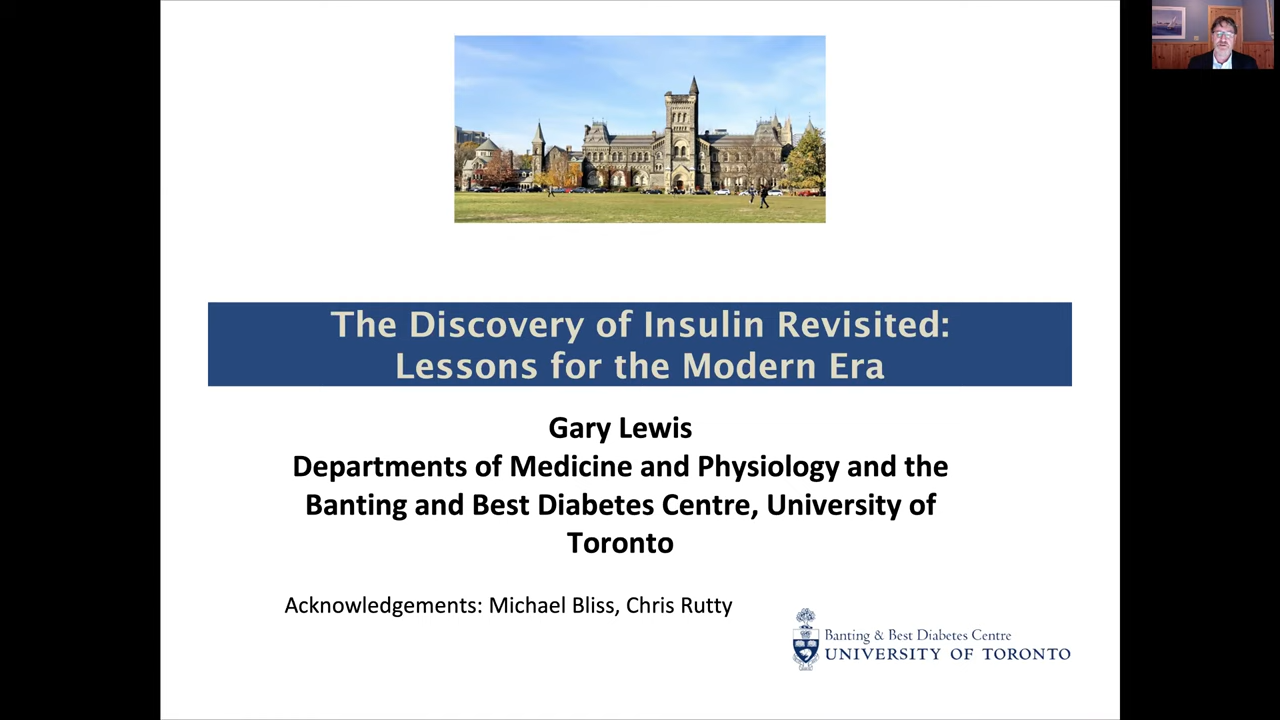 The Discovery of Insulin Revisited:
Lessons for the Modern Era
Gary Lewis
Departments of Medicine and Physiology and the
Banting and Best Diabetes Centre, University of
Toronto
Acknowledgements: Michael Bliss, Chris Rutty
Banting & Best Diabetes Centre
UNIVERSITY OF TORONTO